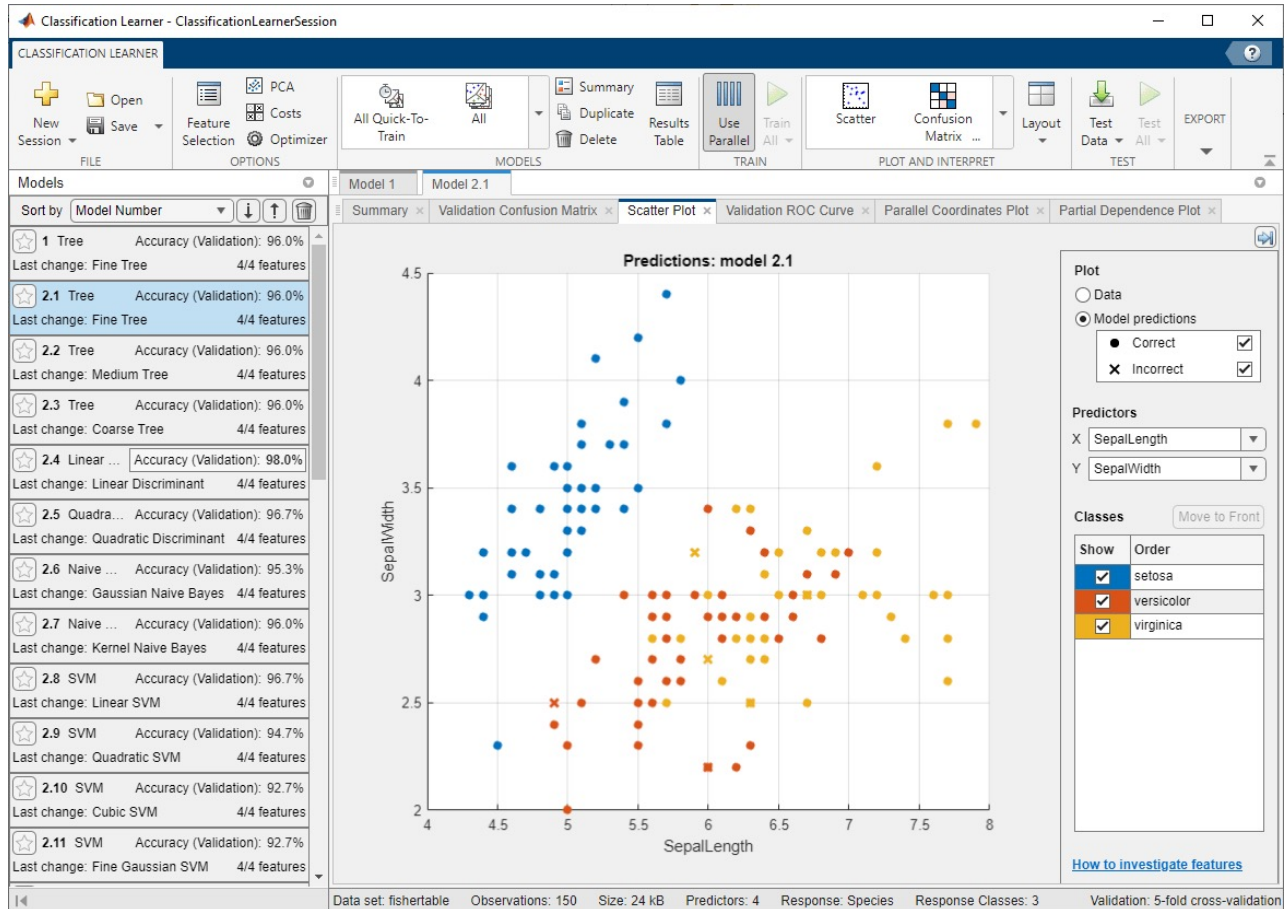 Classification Learner - ClassificationLearnerSession
CLASSIFICATION LEARNER
?
New Session
Open
Save
FILE
Feature Selection
PCA
Costs
Optimizer
OPTIONS
All Quick-To-Train
All
Summary
Duplicate
Delete
Results Table
MODELS
Use Parallel
Train All
TRAIN
Scatter
Confusion Matrix ...
Layout
PLOT AND INTERPRET
Test Data
Test All
TEST
EXPORT
Models
Sort by Model Number
1 Tree Accuracy (Validation): 96.0%
Last change: Fine Tree 4/4 features
2.1 Tree Accuracy (Validation): 96.0%
Last change: Fine Tree 4/4 features
2.2 Tree Accuracy (Validation): 96.0%
Last change: Medium Tree 4/4 features
2.3 Tree Accuracy (Validation): 96.0%
Last change: Coarse Tree 4/4 features
2.4 Linear ... Accuracy (Validation): 98.0%
Last change: Linear Discriminant 4/4 features
2.5 Quadra... Accuracy (Validation): 96.7%
Last change: Quadratic Discriminant 4/4 features
2.6 Naive ... Accuracy (Validation): 95.3%
Last change: Gaussian Naive Bayes 4/4 features
2.7 Naive ... Accuracy (Validation): 96.0%
Last change: Kernel Naive Bayes 4/4 features
2.8 SVM Accuracy (Validation): 96.7%
Last change: Linear SVM 4/4 features
2.9 SVM Accuracy (Validation): 94.7%
Last change: Quadratic SVM 4/4 features
2.10 SVM Accuracy (Validation): 92.7%
Last change: Cubic SVM 4/4 features
2.11 SVM Accuracy (Validation): 92.7%
Last change: Fine Gaussian SVM 4/4 features
Model 1 Model 2.1
Summary Validation Confusion Matrix Scatter Plot Validation ROC Curve Parallel Coordinates Plot Partial Dependence Plot
Predictions: model 2.1
4.5
4
3.5
3
2.5
2
SepalWidth
4 4.5 5 5.5 6 6.5 7 7.5 8
SepalLength
Plot
Data
Model predictions
Correct
Incorrect
Predictors
X SepalLength
Y SepalWidth
Classes Move to Front
Show Order
setosa
versicolor
virginica
How to investigate features
Data set: fishertable Observations: 150 Size: 24 kB Predictors: 4 Response: Species Response Classes: 3 Validation: 5-fold cross-validation